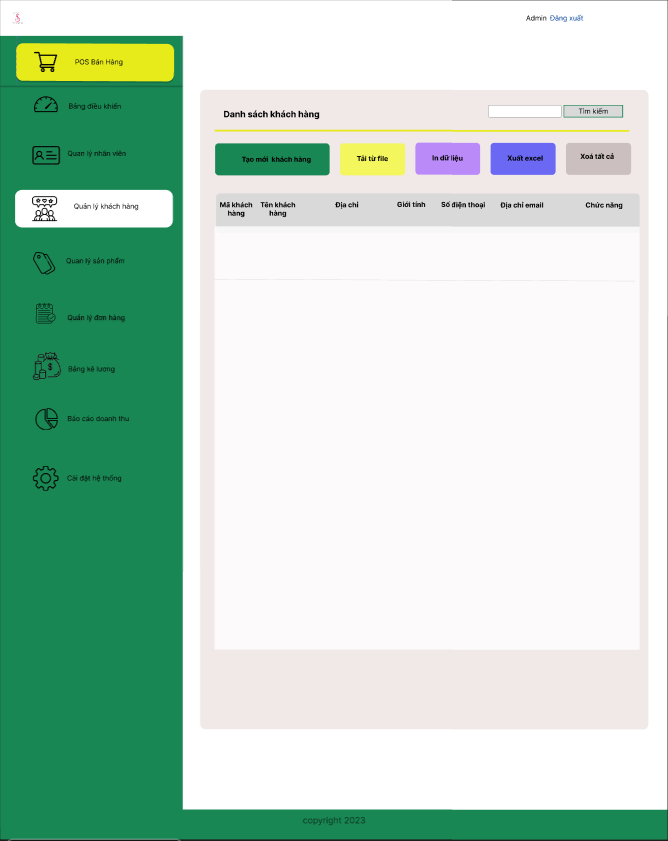 Admin Đăng xuất
POS Bán Hàng
Bảng điều khiển
Quản lý nhân viên
Quản lý khách hàng
Quản lý sản phẩm
Quản lý đơn hàng
Bảng kê lương
Báo cáo doanh thu
Cài đặt hệ thống
Danh sách khách hàng
Tìm kiếm
Tạo mới khách hàng
Tải từ file
In dữ liệu
Xuất excel
Xoá tất cả
Mã khách
hàng
Tên khách
hàng
Địa chỉ
Giới tính
Số điện thoại
Địa chỉ email
Chức năng
copyright 2023